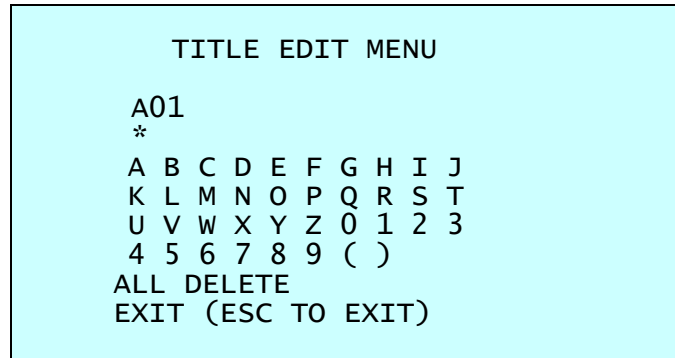 TITLE EDIT MENU
A01
*
A B C D E F G H I J
K L M N O P Q R S T
U V W X Y Z 0 1 2 3
4 5 6 7 8 9 ( )
ALL DELETE
EXIT (ESC TO EXIT)